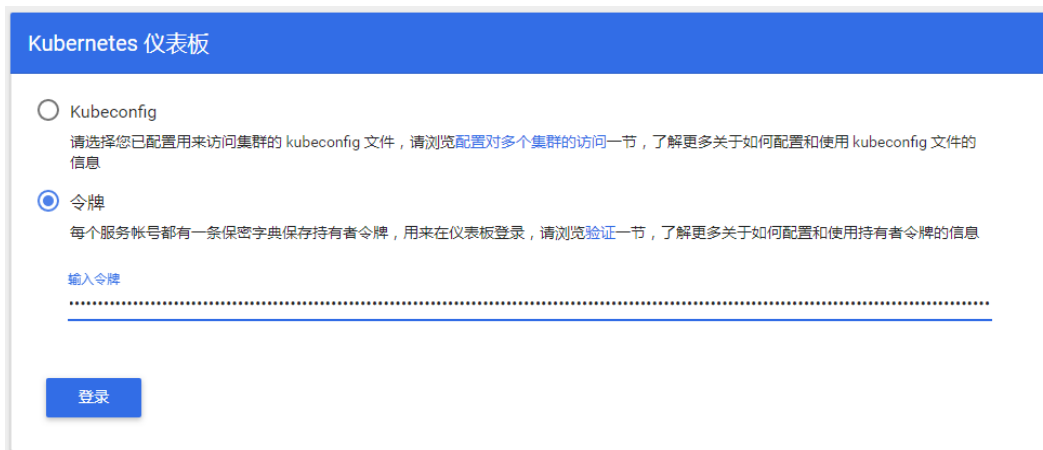 Kubernetes 仪表板
Kubeconfig
请选择您已配置用来访问集群的 kubeconfig 文件，请浏览配置对多个集群的访问一节，了解更多关于如何配置和使用 kubeconfig 文件的
信息
令牌
每个服务帐号都有一条保密字典保存持有者令牌，用来在仪表板登录，请浏览验证一节，了解更多关于如何配置和使用持有者令牌的信息
输入令牌
登录